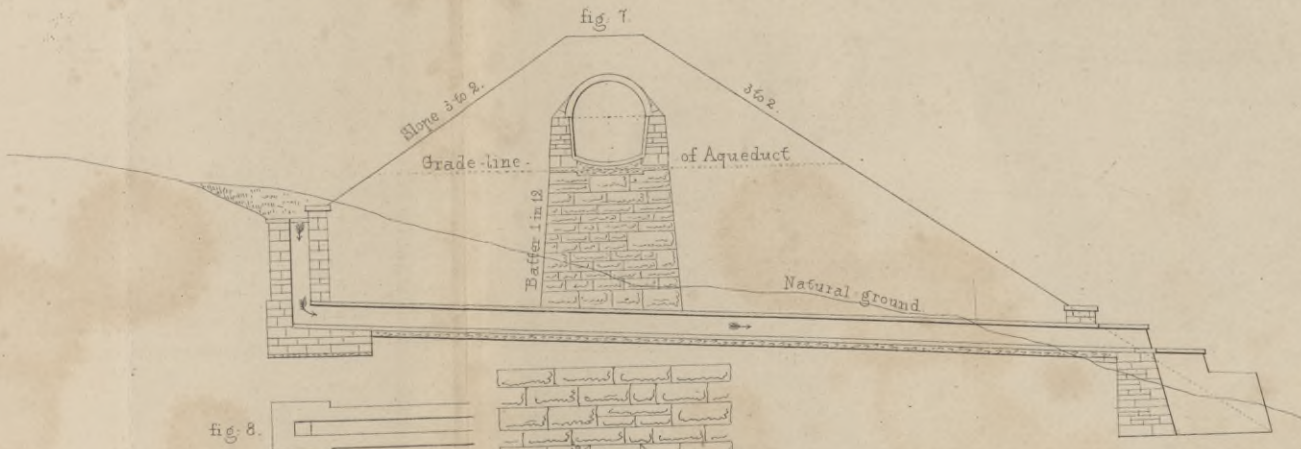 fig. 7.
Slope 3 to 2.
3 to 2.
Grade-line of Aqueduct
Batter 1 in 12
Natural ground
fig. 8.